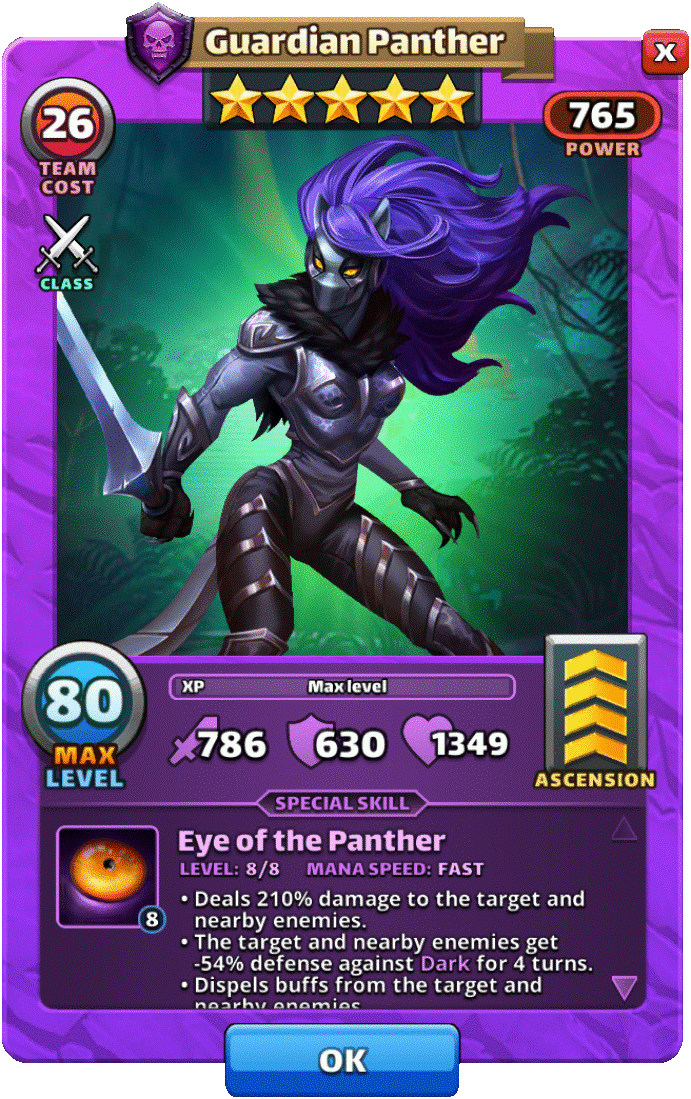 Guardian Panther
X
26
TEAM
COST
765
POWER
CLASS
XP Max level
80
MAX
LEVEL
786 630 1349
ASCENSION
SPECIAL SKILL
Eye of the Panther
LEVEL: 8/8 MANA SPEED: FAST
8
• Deals 210% damage to the target and
nearby enemies.
• The target and nearby enemies get
-54% defense against Dark for 4 turns.
• Dispels buffs from the target and
nearby enemies
OK